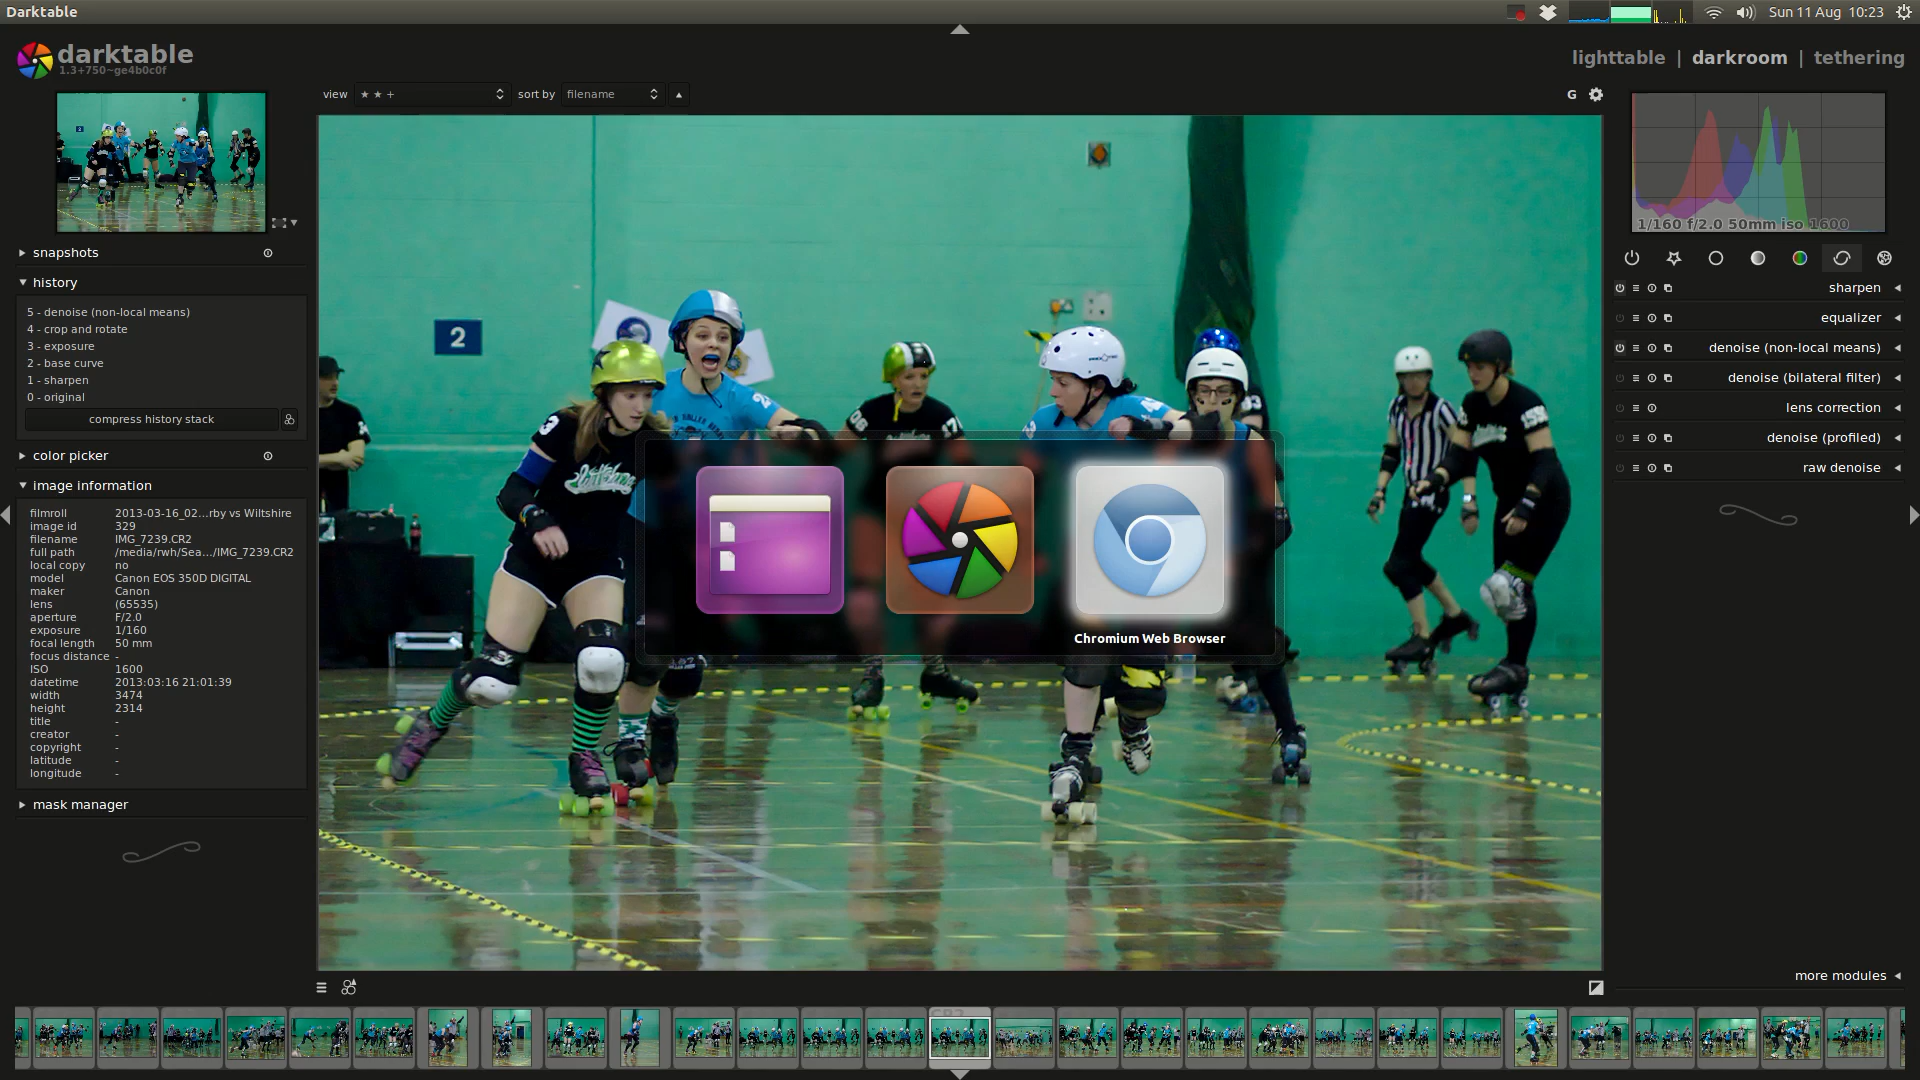 Darktable
Sun 11 Aug 10:23
darktable
1.3+750~ge4b0c0f
lighttable | darkroom | tethering
view ★ ★ + sort by filename
G
1/160 f/2.0 50mm iso 1600
snapshots
history
5 - denoise (non-local means)
4 - crop and rotate
3 - exposure
2 - base curve
1 - sharpen
0 - original
compress history stack
color picker
image information
filmroll 2013-03-16_02...rby vs Wiltshire
image id 329
filename IMG_7239.CR2
full path /media/rwh/Sea.../IMG_7239.CR2
local copy no
model Canon EOS 350D DIGITAL
maker Canon
lens (65535)
aperture F/2.0
exposure 1/160
focal length 50 mm
focus distance -
ISO 1600
datetime 2013:03:16 21:01:39
width 3474
height 2314
title -
creator -
copyright -
latitude -
longitude -
mask manager
2
3
Chromium Web Browser
sharpen
equalizer
denoise (non-local means)
denoise (bilateral filter)
lens correction
denoise (profiled)
raw denoise
more modules